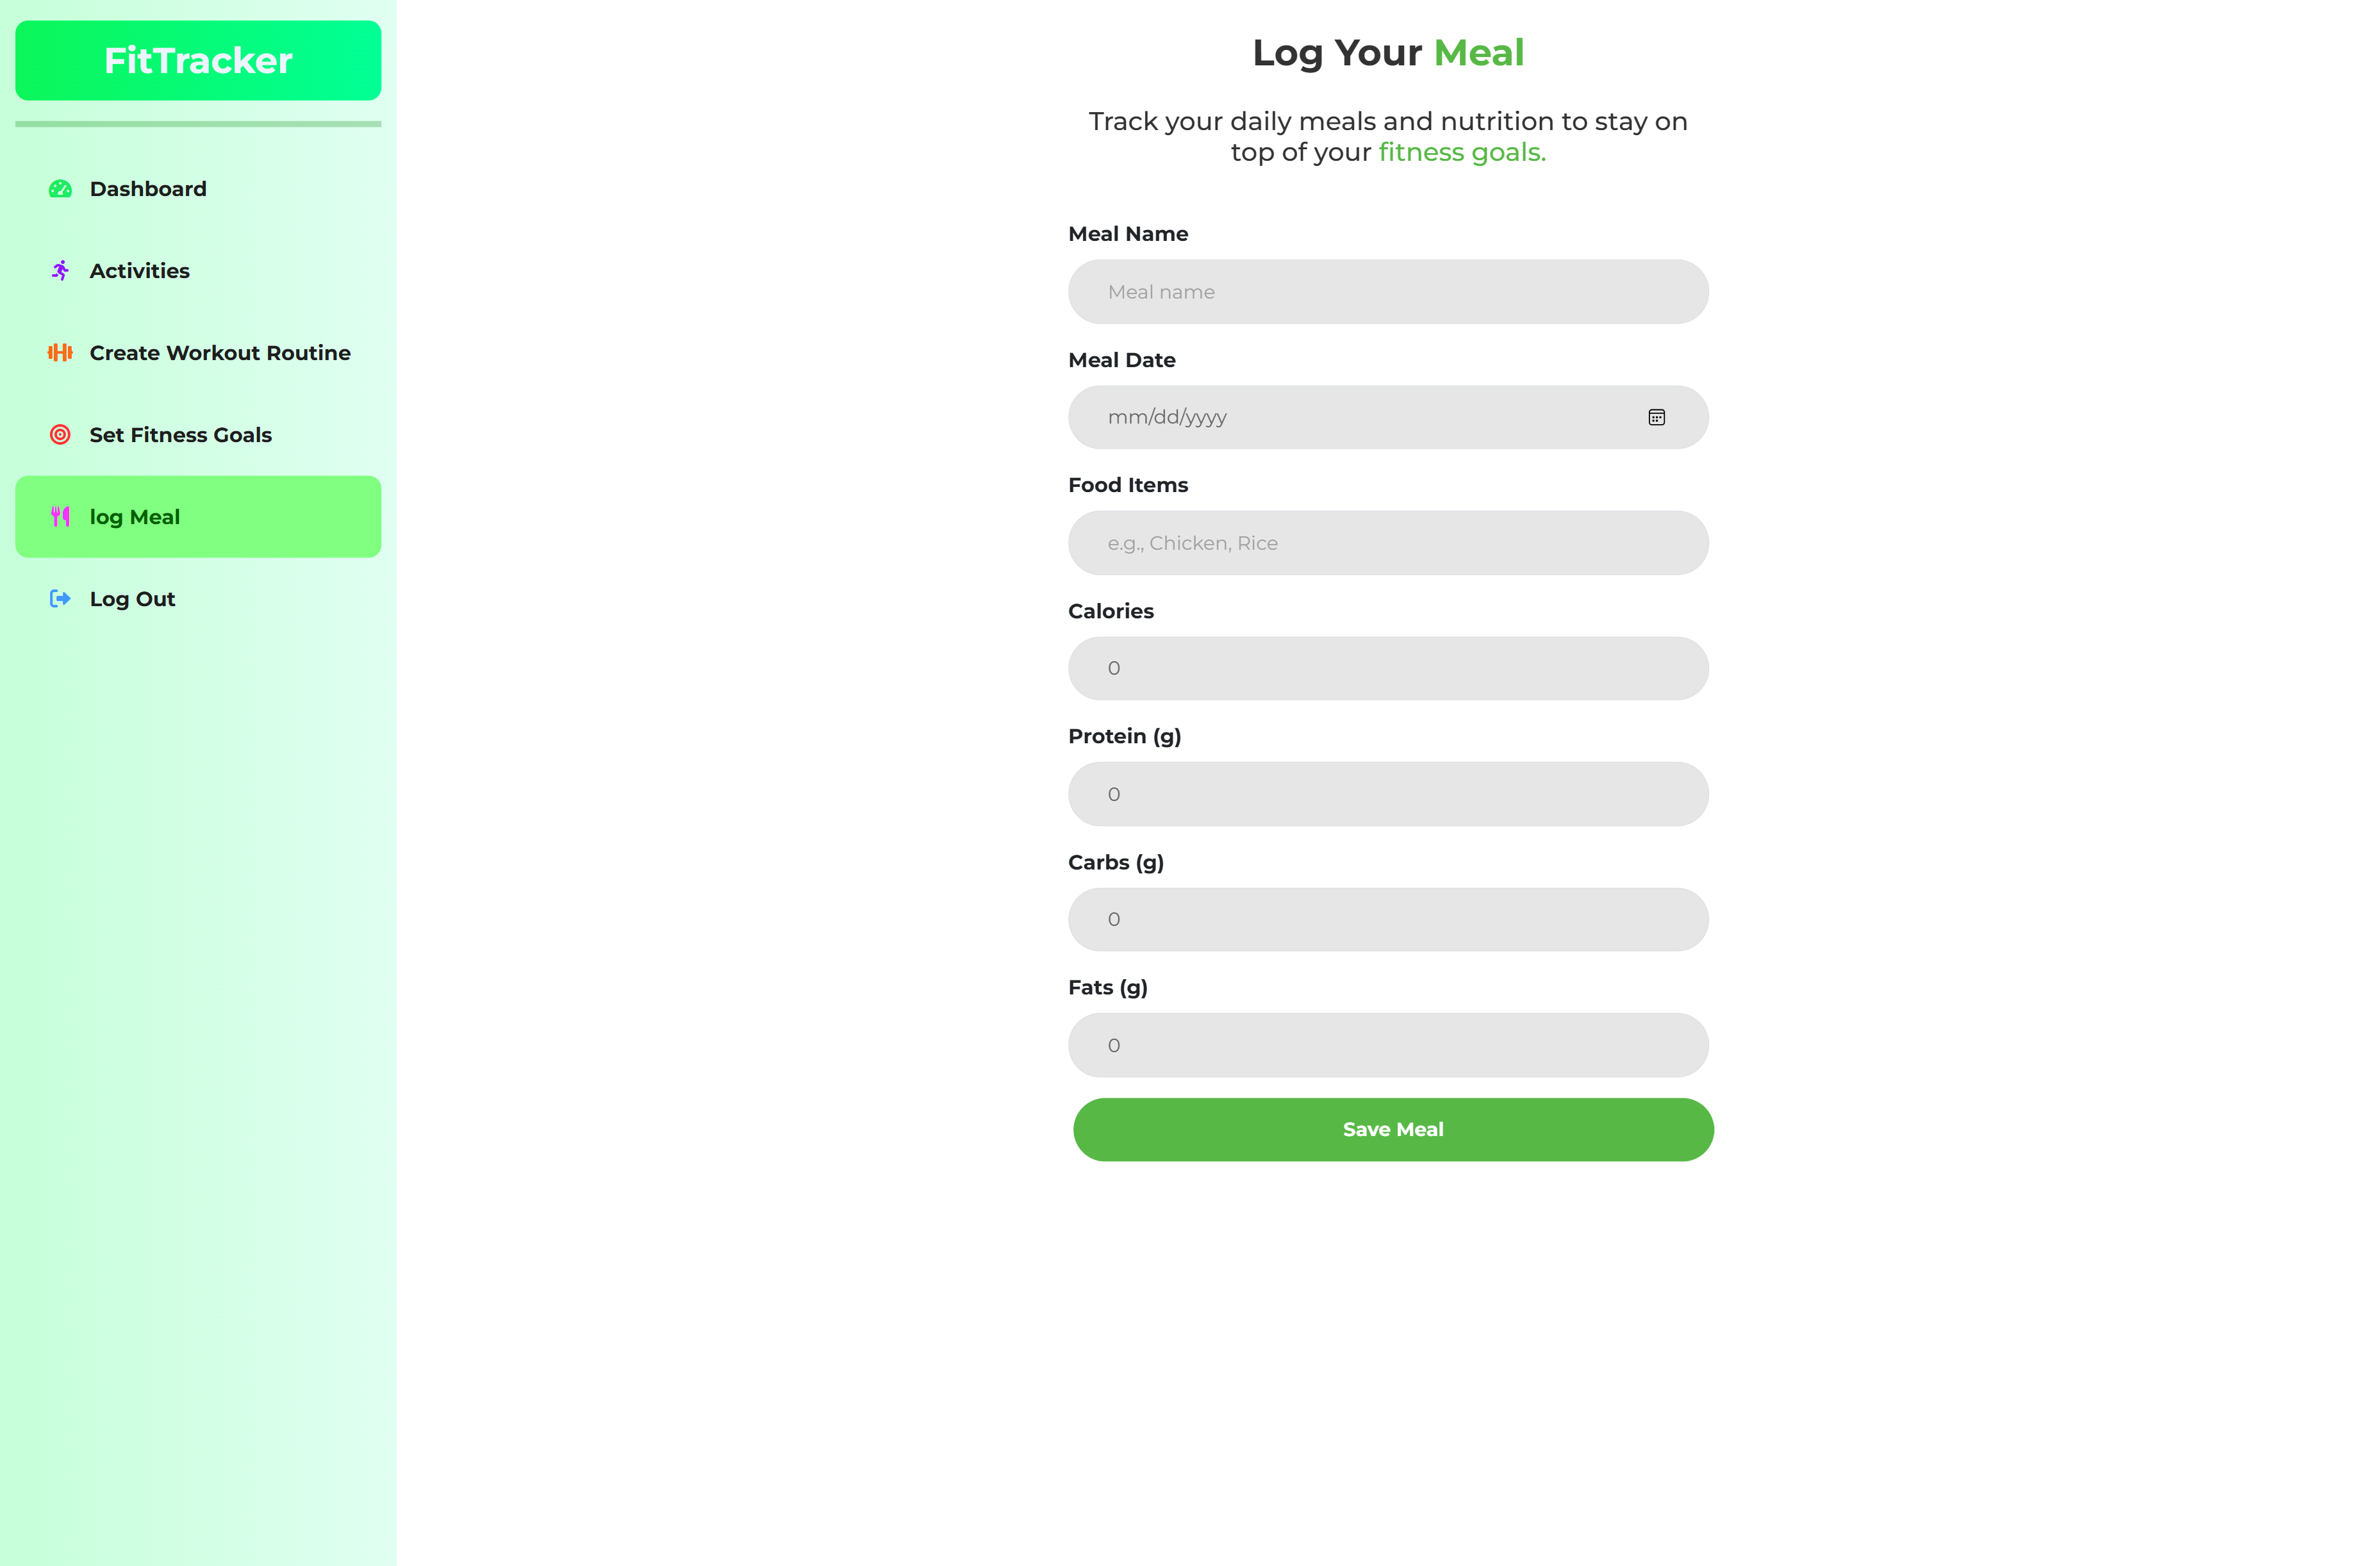 FitTracker
Dashboard
Activities
Create Workout Routine
Set Fitness Goals
log Meal
Log Out
Log Your Meal
Track your daily meals and nutrition to stay on
top of your fitness goals.
Meal Name
Meal name
Meal Date
mm/dd/yyyy
Food Items
e.g., Chicken, Rice
Calories
0
Protein (g)
0
Carbs (g)
0
Fats (g)
0
Save Meal